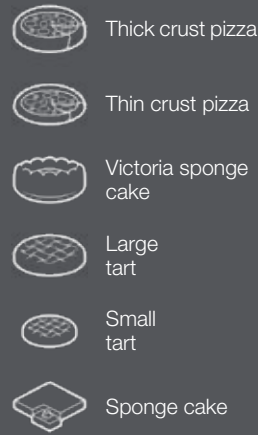 Thick crust pizza
Thin crust pizza
Victoria sponge
cake
Large
tart
Small
tart
Sponge cake